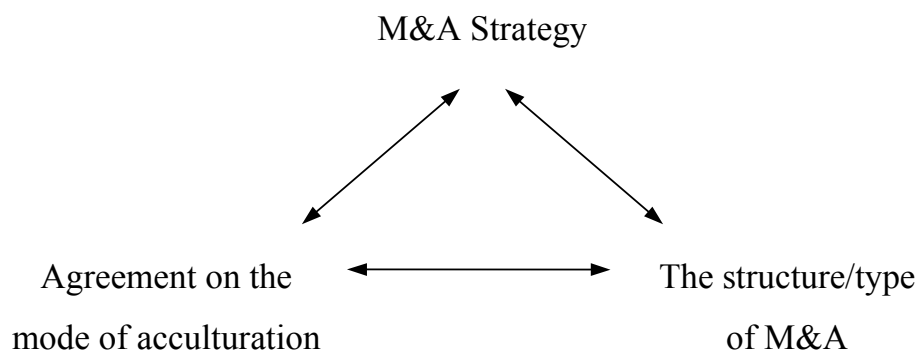 M&A Strategy
Agreement on the
mode of acculturation
The structure/type
of M&A